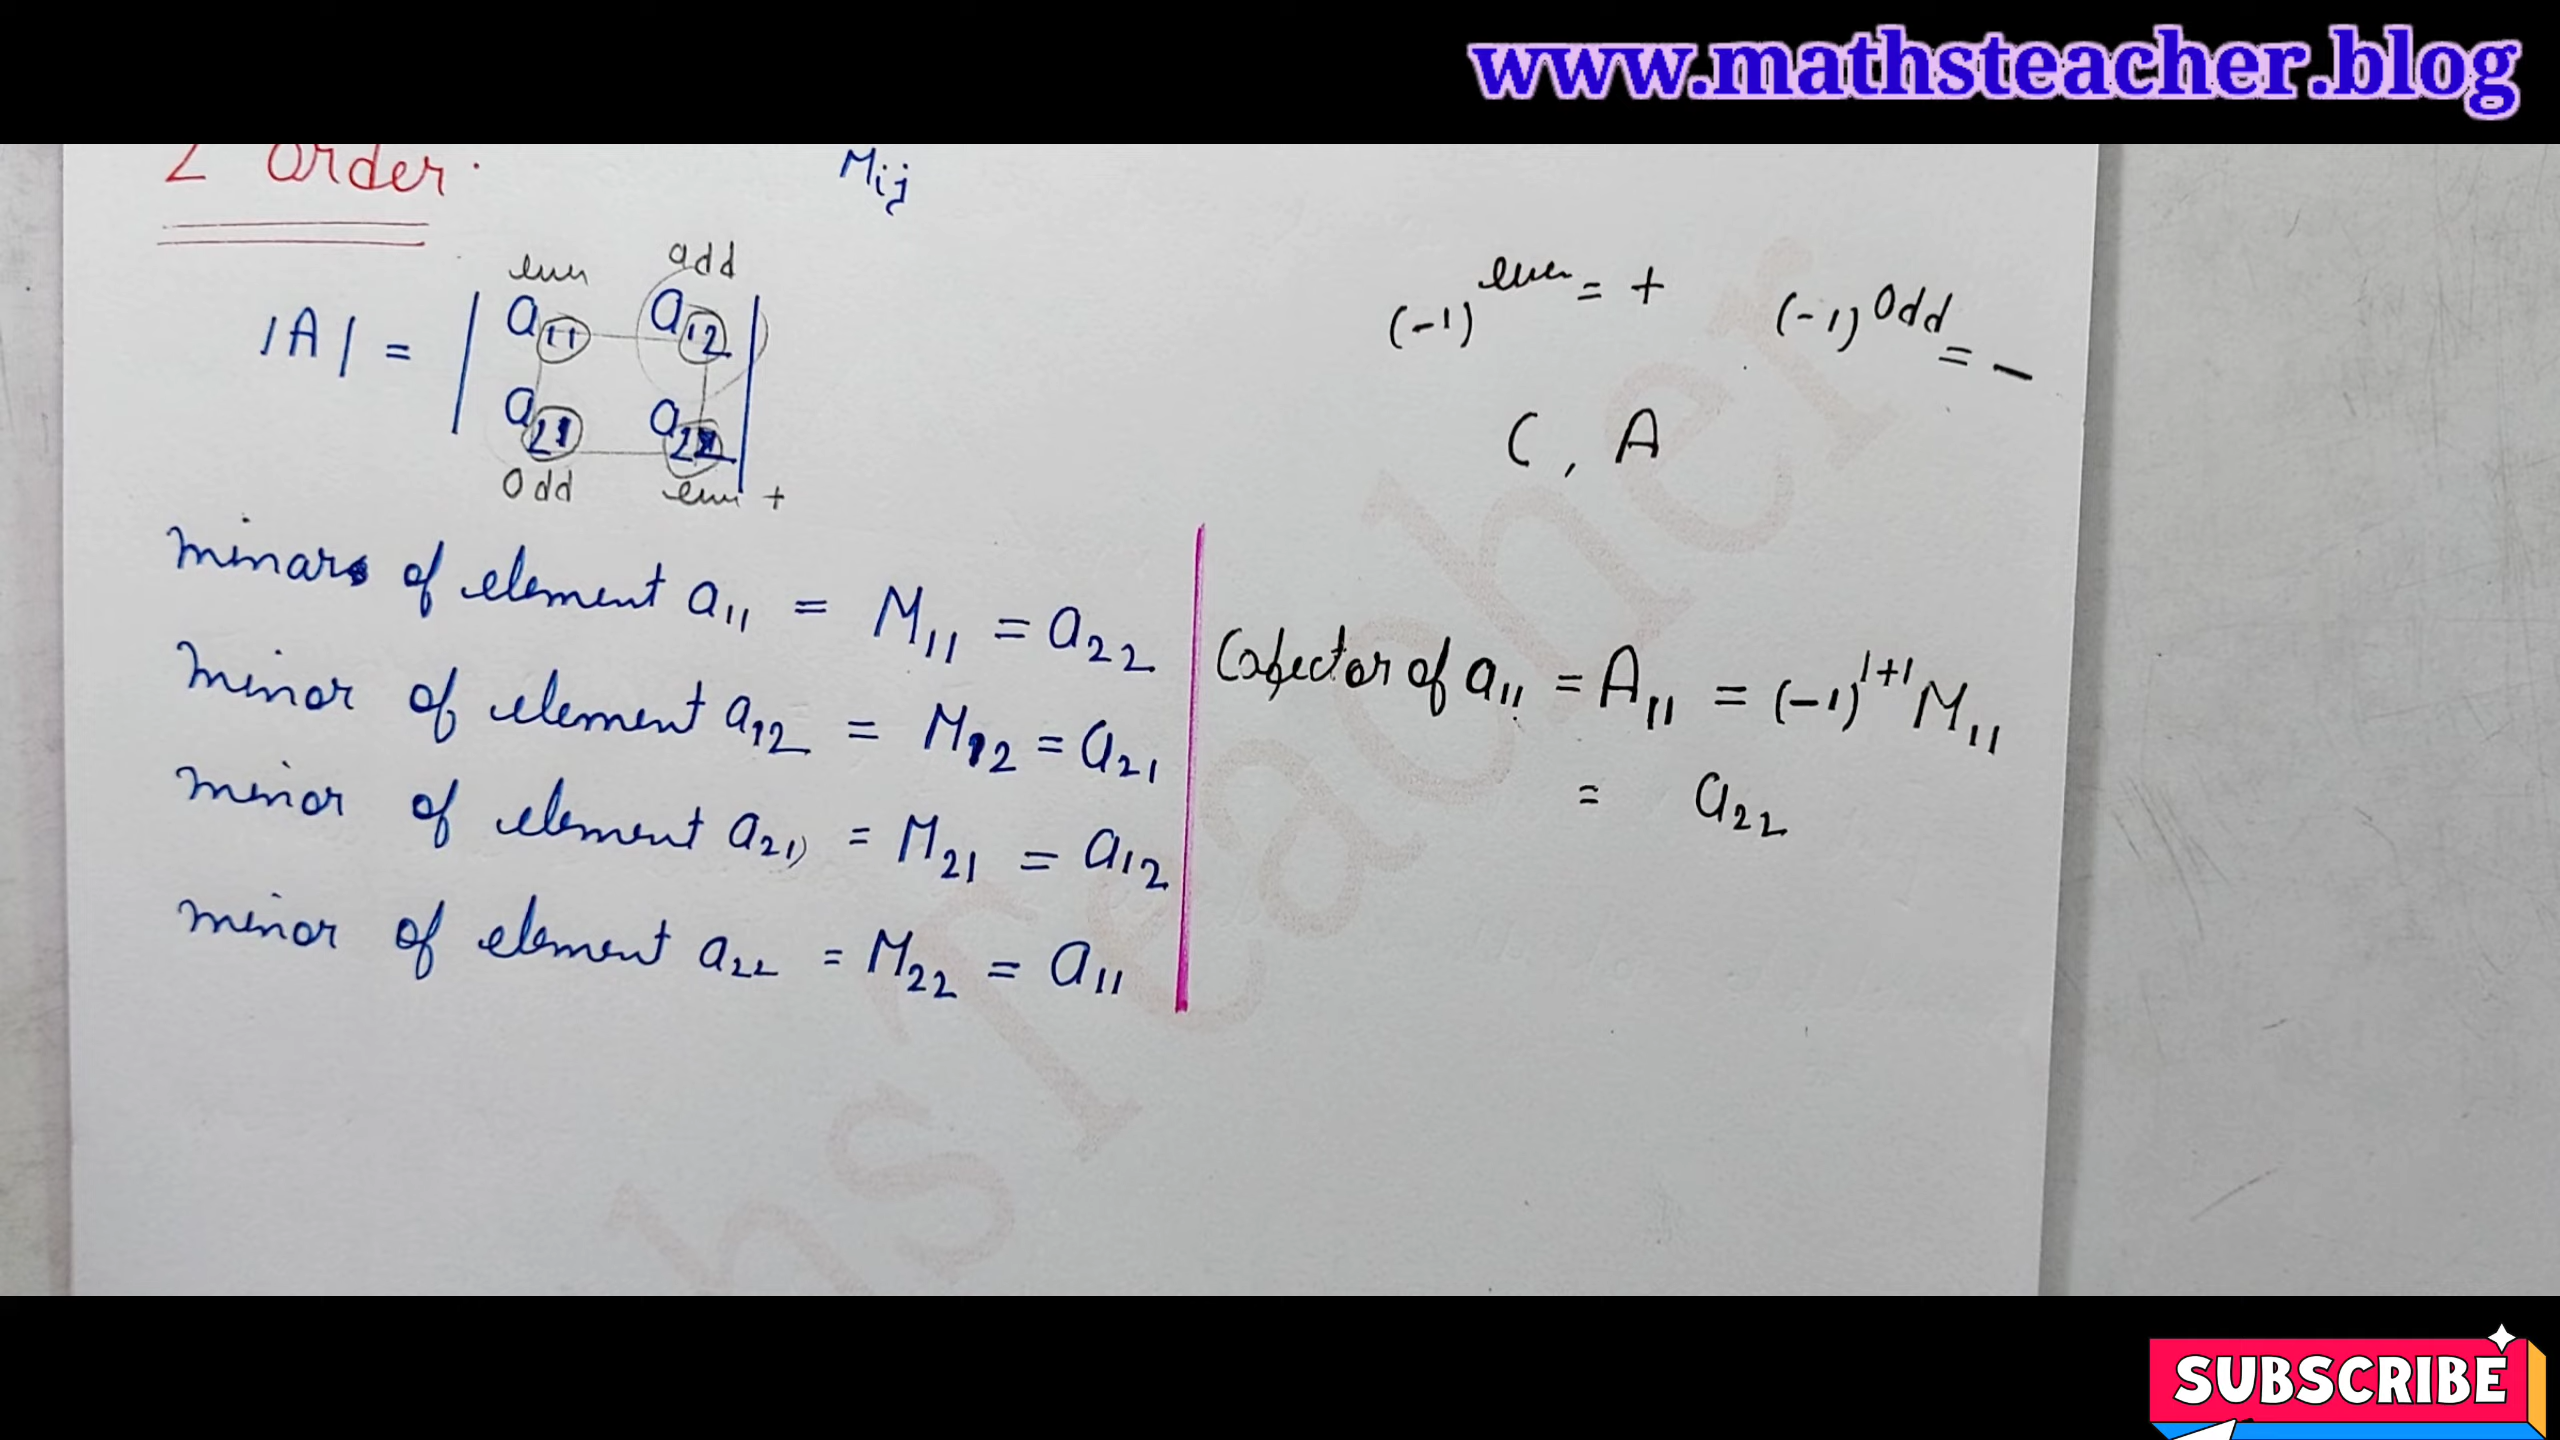 www.mathsteacher.blog
2 order.
Mij
even odd
|A| = | a11 a12
a21 a22 |
odd even +
(-1)^even = + (-1)^odd = -
C, A
minars of element a11 = M11 = a22
minor of element a12 = M12 = a21
minor of element a21 = M21 = a12
minor of element a22 = M22 = a11
Cofector of a11 = A11 = (-1)^1+1 M11
= a22
SUBSCRIBE